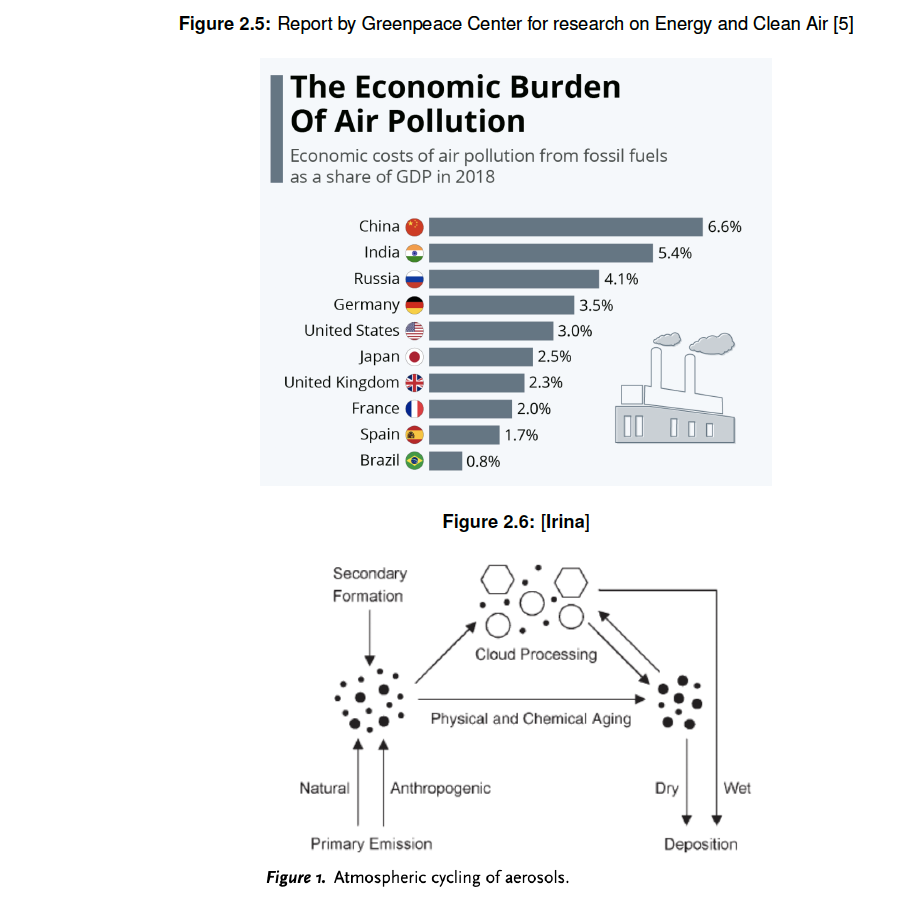 Figure 2.5: Report by Greenpeace Center for research on Energy and Clean Air [5]
The Economic Burden
Of Air Pollution
Economic costs of air pollution from fossil fuels
as a share of GDP in 2018
China 6.6%
India 5.4%
Russia 4.1%
Germany 3.5%
United States 3.0%
Japan 2.5%
United Kingdom 2.3%
France 2.0%
Spain 1.7%
Brazil 0.8%
Figure 2.6: [Irina]
Secondary
Formation
Cloud Processing
Physical and Chemical Aging
Natural Anthropogenic Dry Wet
Primary Emission Deposition
Figure 1. Atmospheric cycling of aerosols.